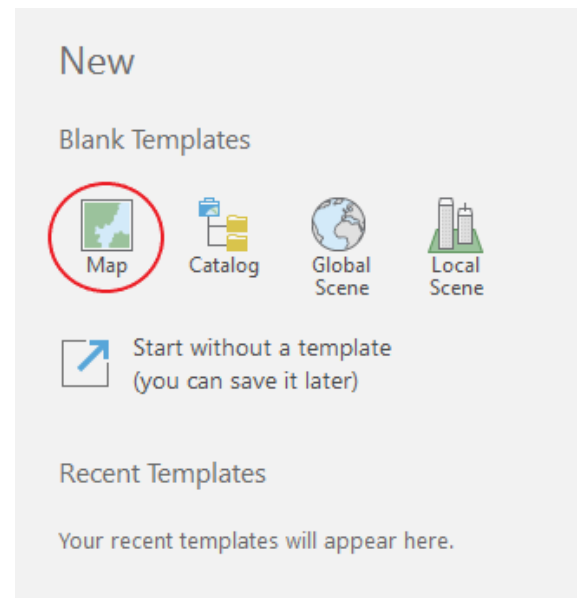 New
Blank Templates
Map
Catalog
Global
Scene
Local
Scene
Start without a template
(you can save it later)
Recent Templates
Your recent templates will appear here.